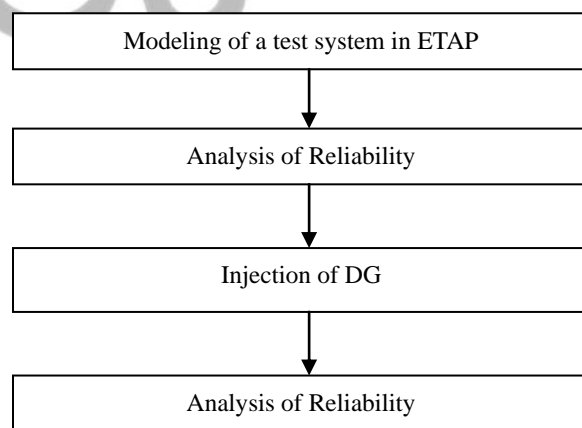 Modeling of a test system in ETAP
Analysis of Reliability
Injection of DG
Analysis of Reliability